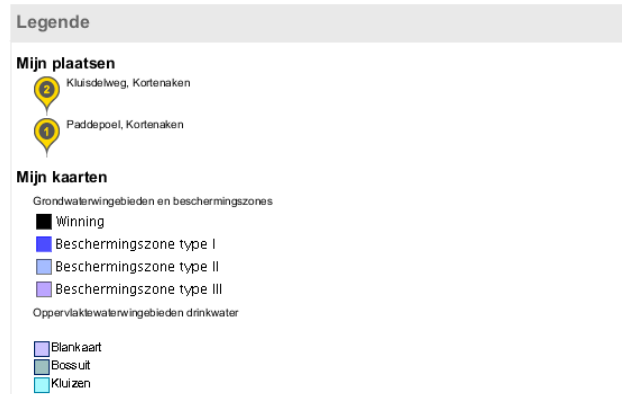 Legende
Mijn plaatsen
2 Kluisdelweg, Kortenaken
1 Paddepoel, Kortenaken
Mijn kaarten
Grondwaterwingebieden en beschermingszones
Winning
Beschermingszone type I
Beschermingszone type II
Beschermingszone type III
Oppervlaktewaterwingebieden drinkwater
Blankaart
Bossuit
Kluizen